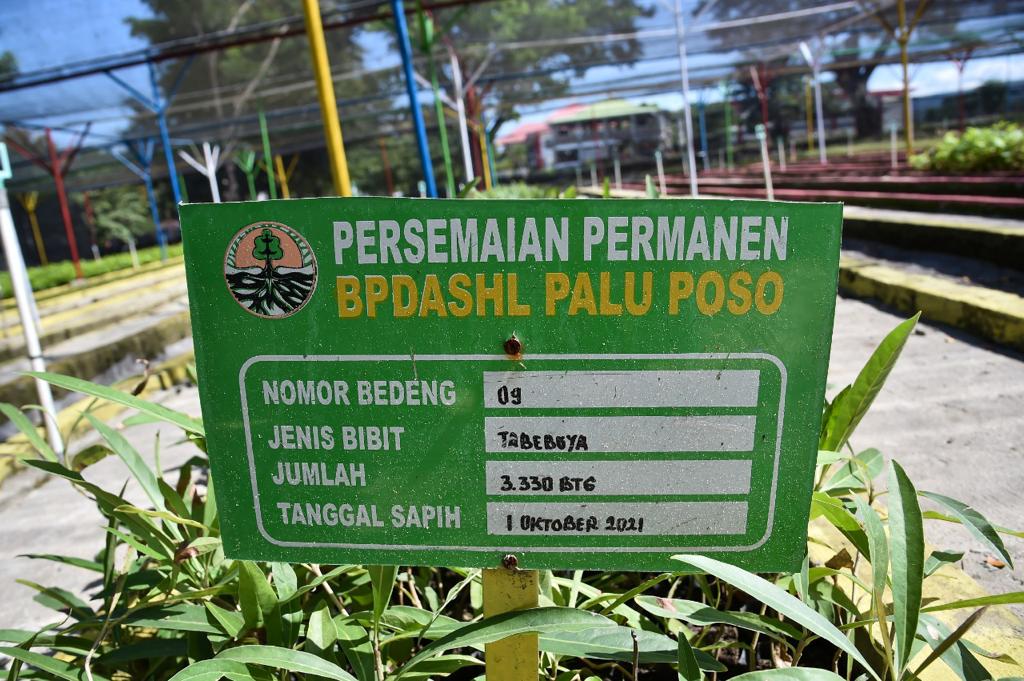 PERSEMAIAN PERMANEN
BPDASHL PALU POSO
NOMOR BEDENG 09
JENIS BIBIT TABEBUYA
JUMLAH 3.330 BTG
TANGGAL SAPIH 1 OKTOBER 2021